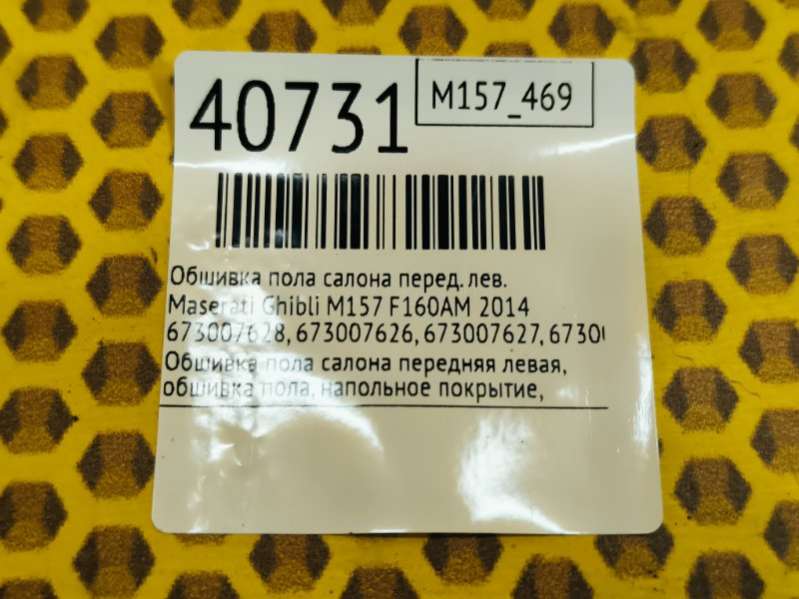 40731
M157_469
Обшивка пола салона перед. лев.
Maserati Ghibli M157 F160AM 2014
673007628, 673007626, 673007627, 6730
Обшивка пола салона передняя левая,
обшивка пола, напольное покрытие,